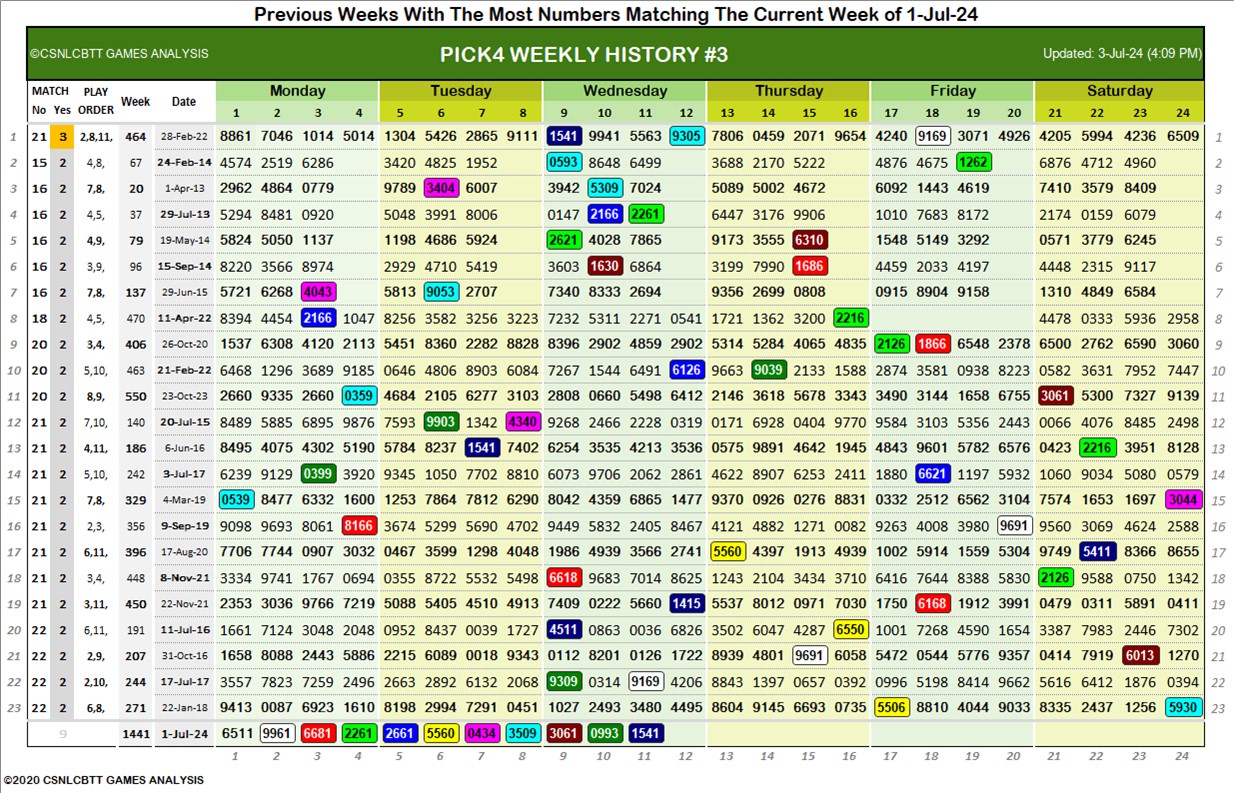 Previous Weeks With The Most Numbers Matching The Current Week of 1-Jul-24
©CSNLCBTT GAMES ANALYSIS PICK4 WEEKLY HISTORY #3 Updated: 3-Jul-24 (4:09 PM)
MATCH PLAY Week Date Monday Tuesday Wednesday Thursday Friday Saturday
No Yes ORDER 1 2 3 4 5 6 7 8 9 10 11 12 13 14 15 16 17 18 19 20 21 22 23 24
1 21 3 2,8,11, 464 28-Feb-22 8861 7046 1014 5014 1304 5426 2865 9111 1541 9941 5563 9305 7806 0459 2071 9654 4240 9169 3071 4926 4205 5994 4236 6509 1
2 15 2 4,8, 67 24-Feb-14 4574 2519 6286 3420 4825 1952 0593 8648 6499 3688 2170 5222 4876 4675 1262 6876 4712 4960 2
3 16 2 7,8, 20 1-Apr-13 2962 4864 0779 9789 3404 6007 3942 5309 7024 5089 5002 4672 6092 1443 4619 7410 3579 8409 3
4 16 2 4,5, 37 29-Jul-13 5294 8481 0920 5048 3991 8006 0147 2166 2261 6447 3176 9906 1010 7683 8172 2174 0159 6079 4
5 16 2 4,9, 79 19-May-14 5824 5050 1137 1198 4686 5924 2621 4028 7865 9173 3555 6310 1548 5149 3292 0571 3779 6245 5
6 16 2 3,9, 96 15-Sep-14 8220 3566 8974 2929 4710 5419 3603 1630 6864 3199 7990 1686 4459 2033 4197 4448 2315 9117 6
7 16 2 7,8, 137 29-Jun-15 5721 6268 4043 5813 9053 2707 7340 8333 2694 9356 8699 0808 0915 8904 9158 1310 4849 6584 7
8 18 2 4,5, 470 11-Apr-22 8394 4454 2166 1047 8256 3582 3256 3223 7232 5311 2271 0541 1721 1362 3200 2216 4478 0333 5936 2958 8
9 20 2 3,4, 406 26-Oct-20 1537 6308 4120 2113 5451 8360 2282 8828 8396 2902 4859 2902 5314 5284 4065 4835 2126 1866 6548 2378 6500 2762 6590 3060 9
10 20 2 5,10, 463 21-Feb-22 6468 1296 3689 9185 0646 4806 8903 6084 7267 1544 6491 6126 9663 9039 2133 1588 2874 3581 0938 8223 0582 3631 7952 7447 10
11 20 2 8,9, 550 23-Oct-23 2660 9335 2660 0359 4684 2105 6277 3103 2808 0660 5498 6412 2146 3618 5678 3343 3490 3144 1658 6755 3061 5300 7327 9139 11
12 20 2 7,10, 140 20-Jul-15 8489 5885 6895 9876 7593 9903 1342 4340 9268 2466 2228 0319 0171 6928 0404 9770 9584 3103 5356 2443 0066 4076 8485 2498 12
13 21 2 4,11, 186 6-Jun-16 8495 4075 4302 5190 5784 8237 1541 7402 6254 3535 4213 7536 0575 9891 4642 1945 4843 9601 5782 6576 0423 2216 3951 8128 13
14 21 2 5,10, 242 3-Jul-17 6239 9129 0399 3920 9345 1050 7702 8810 6073 9706 2062 2861 4622 3907 6253 2411 1880 6621 1197 5932 1060 9034 5080 0579 14
15 21 2 7,8, 329 4-Mar-19 0539 8477 6332 1600 1253 7864 7812 6290 8042 4359 6865 1477 9370 0926 0276 8831 0332 2512 6562 3104 7574 1653 1697 3044 15
16 21 2 2,3, 356 9-Sep-19 9098 9693 8061 8166 3674 5299 5690 4702 9449 5832 2405 8467 4121 4882 1271 0082 9263 4008 3980 9691 9560 3069 4624 2588 16
17 21 2 6,11, 396 17-Aug-20 7706 7744 0907 3032 0467 3599 1298 4048 1986 4939 3566 2741 5560 4397 1913 4939 1002 5914 1559 5304 9749 5411 8366 8655 17
18 21 2 3,4, 448 8-Nov-21 3334 9741 1767 0694 0355 8722 5532 5498 6618 9683 7014 8625 1243 2104 3434 3710 6416 7644 8388 5830 2126 9588 0750 1342 18
19 21 2 3,11, 450 22-Nov-21 2353 3036 9766 7219 5088 5405 4510 4913 7409 0222 5660 1415 5537 8012 0971 7030 1750 6168 1912 3991 0479 0311 5891 0411 19
20 22 2 6,11, 191 11-Jul-16 1661 7124 3048 2048 0952 8437 0039 1727 4511 0863 0036 6826 3502 6047 4287 6550 1001 7268 4590 1654 3387 7983 2446 7302 20
21 22 2 2,9, 207 31-Oct-16 1658 8088 2443 5886 2215 6089 0018 9343 0112 8201 0126 1722 8939 4801 9691 6058 5472 0544 5776 9357 0414 7919 6013 1270 21
22 22 2 2,10, 244 17-Jul-17 3557 7823 7259 2496 2663 2892 6132 2068 9309 0314 9169 4206 8843 1397 0657 0392 0996 5198 8414 9662 5616 6412 1876 0394 22
23 22 2 6,8, 271 22-Jan-18 9413 0087 6923 1610 8198 2994 7291 0451 1027 2493 3480 4495 8604 9145 6693 0735 5506 8810 4044 9033 8335 2437 1256 5930 23
9 1441 1-Jul-24 6511 9961 6681 2261 2661 5560 0434 3509 3061 0993 1541
1 2 3 4 5 6 7 8 9 10 11 12 13 14 15 16 17 18 19 20 21 22 23 24
©2020 CSNLCBTT GAMES ANALYSIS